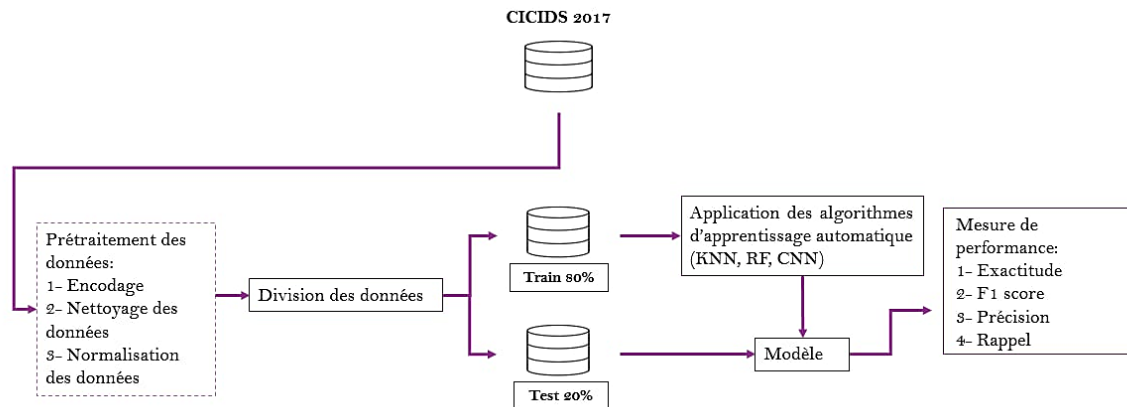 CICIDS 2017
Prétraitement des
données:
1- Encodage
2- Nettoyage des
données
3- Normalisation
des données
Division des données
Train 80%
Test 20%
Application des algorithmes
d'apprentissage automatique
(KNN, RF, CNN)
Modèle
Mesure de
performance:
1- Exactitude
2- F1 score
3- Précision
4- Rappel